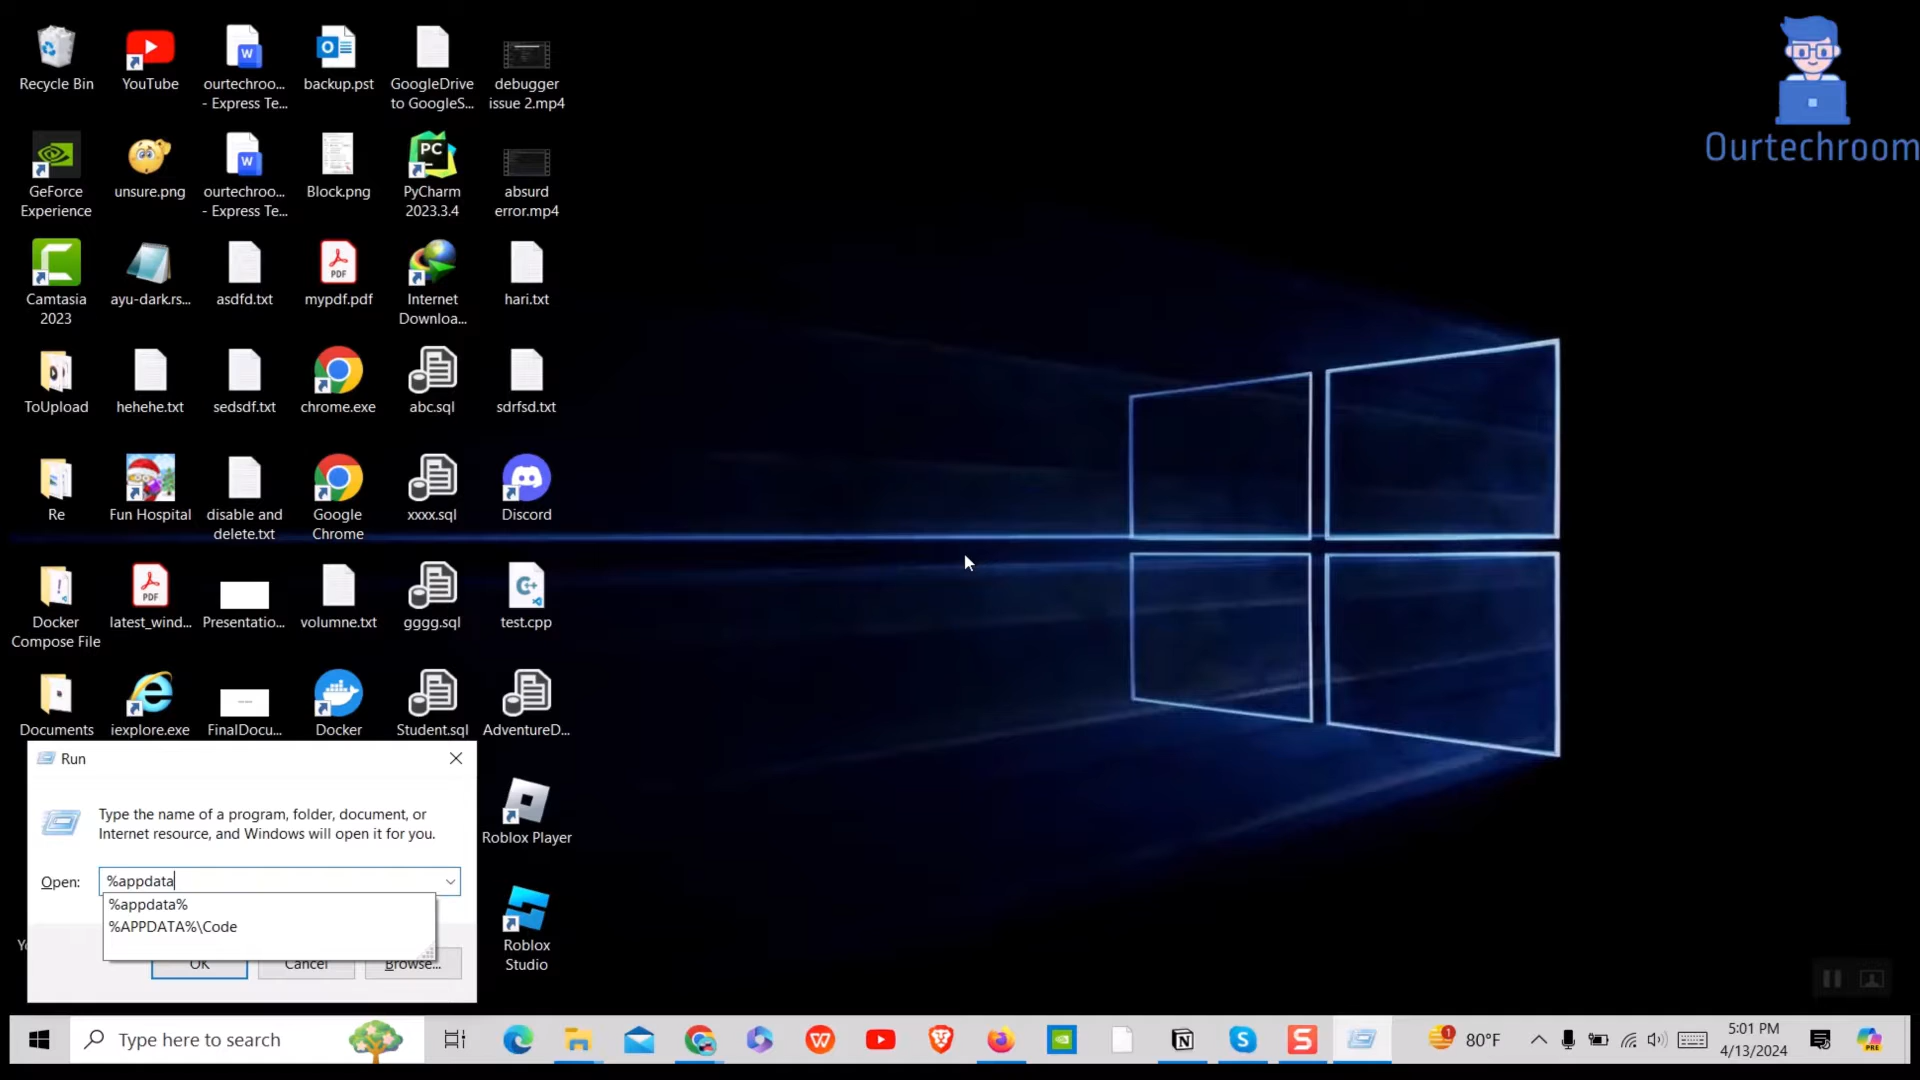 Recycle Bin
YouTube
ourtechroo...
- Express Te...
backup.pst
GoogleDrive
to GoogleS...
debugger
issue 2.mp4
Ourtechroom
GeForce
Experience
unsure.png
ourtechroo...
- Express Te...
Block.png
PyCharm
2023.3.4
absurd
error.mp4
Camtasia
2023
ayu-dark.rs...
asdfd.txt
mypdf.pdf
Internet
Downloa...
hari.txt
ToUpload
hehehe.txt
sedsdf.txt
chrome.exe
abc.sql
sdrfsd.txt
Re
Fun Hospital
disable and
delete.txt
Google
Chrome
xxxx.sql
Discord
Docker
Compose File
latest_wind...
Presentatio...
volumne.txt
gggg.sql
test.cpp
Documents
iexplore.exe
FinalDocu...
Docker
Student.sql
AdventureD...
Run
Type the name of a program, folder, document, or
Internet resource, and Windows will open it for you.
Open:
%appdata
%appdata%
%APPDATA%\Code
OK
Cancel
Browse...
Roblox Player
Roblox
Studio
Type here to search
80°F
5:01 PM
4/13/2024